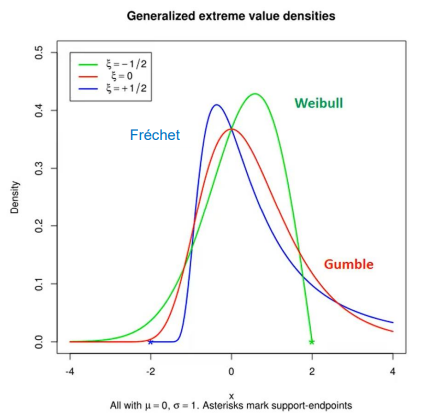 Generalized extreme value densities
ξ = − 1/2
ξ = 0
ξ = + 1/2
Weibull
Fréchet
Gumble
Density
0.5
0.4
0.3
0.2
0.1
0.0
-4 -2 0 2 4
x
All with μ = 0, σ = 1. Asterisks mark support-endpoints